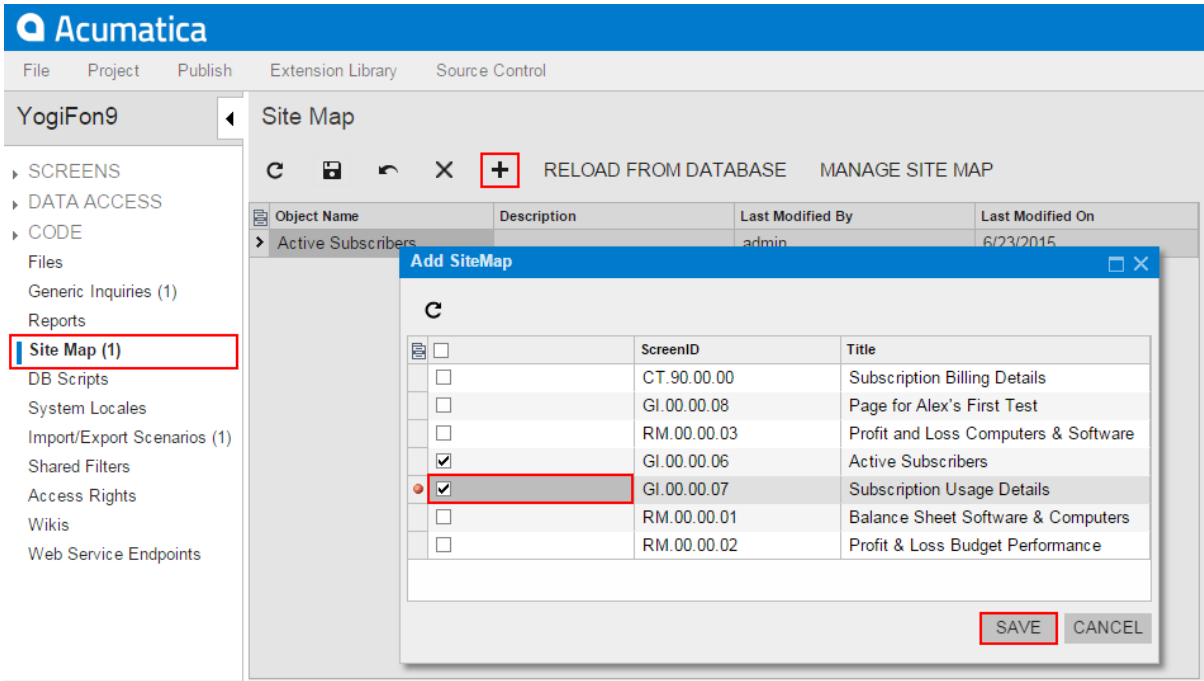 Acumatica
File Project Publish Extension Library Source Control
YogiFon9
Site Map
SCREENS
DATA ACCESS
CODE
Files
Generic Inquiries (1)
Reports
Site Map (1)
DB Scripts
System Locales
Import/Export Scenarios (1)
Shared Filters
Access Rights
Wikis
Web Service Endpoints
RELOAD FROM DATABASE MANAGE SITE MAP
Object Name Description Last Modified By Last Modified On
Active Subscribers admin 6/23/2015
Add SiteMap
ScreenID Title
CT.90.00.00 Subscription Billing Details
GI.00.00.08 Page for Alex's First Test
RM.00.00.03 Profit and Loss Computers & Software
GI.00.00.06 Active Subscribers
GI.00.00.07 Subscription Usage Details
RM.00.00.01 Balance Sheet Software & Computers
RM.00.00.02 Profit & Loss Budget Performance
SAVE CANCEL